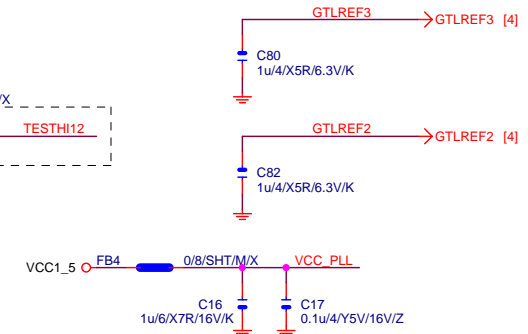 GTLREF3
GTLREF3 [4]
C80
1u/4/X5R/6.3V/K
/X
TESTHI12
GTLREF2
GTLREF2 [4]
C82
1u/4/X5R/6.3V/K
VCC1_5
FB4
0/8/SHT/M/X
VCC_PLL
C16
1u/6/X7R/16V/K
C17
0.1u/4/Y5V/16V/Z